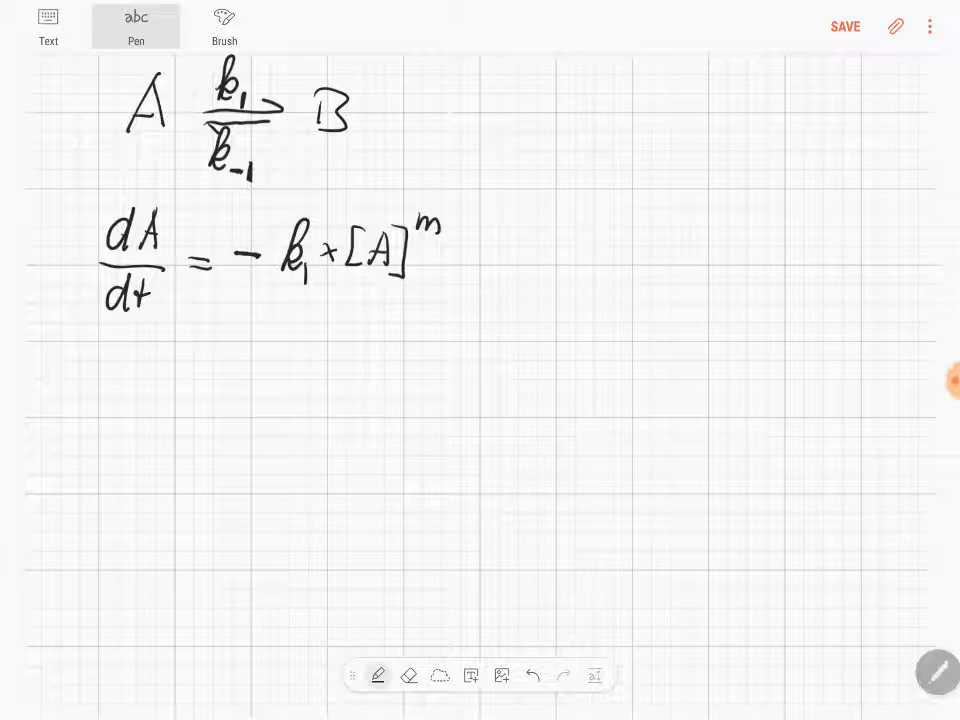 Text
abc
Pen
Brush
SAVE
A k₁ ⇌ k₋₁ B
dA/dt = - k₁ * [A]^m